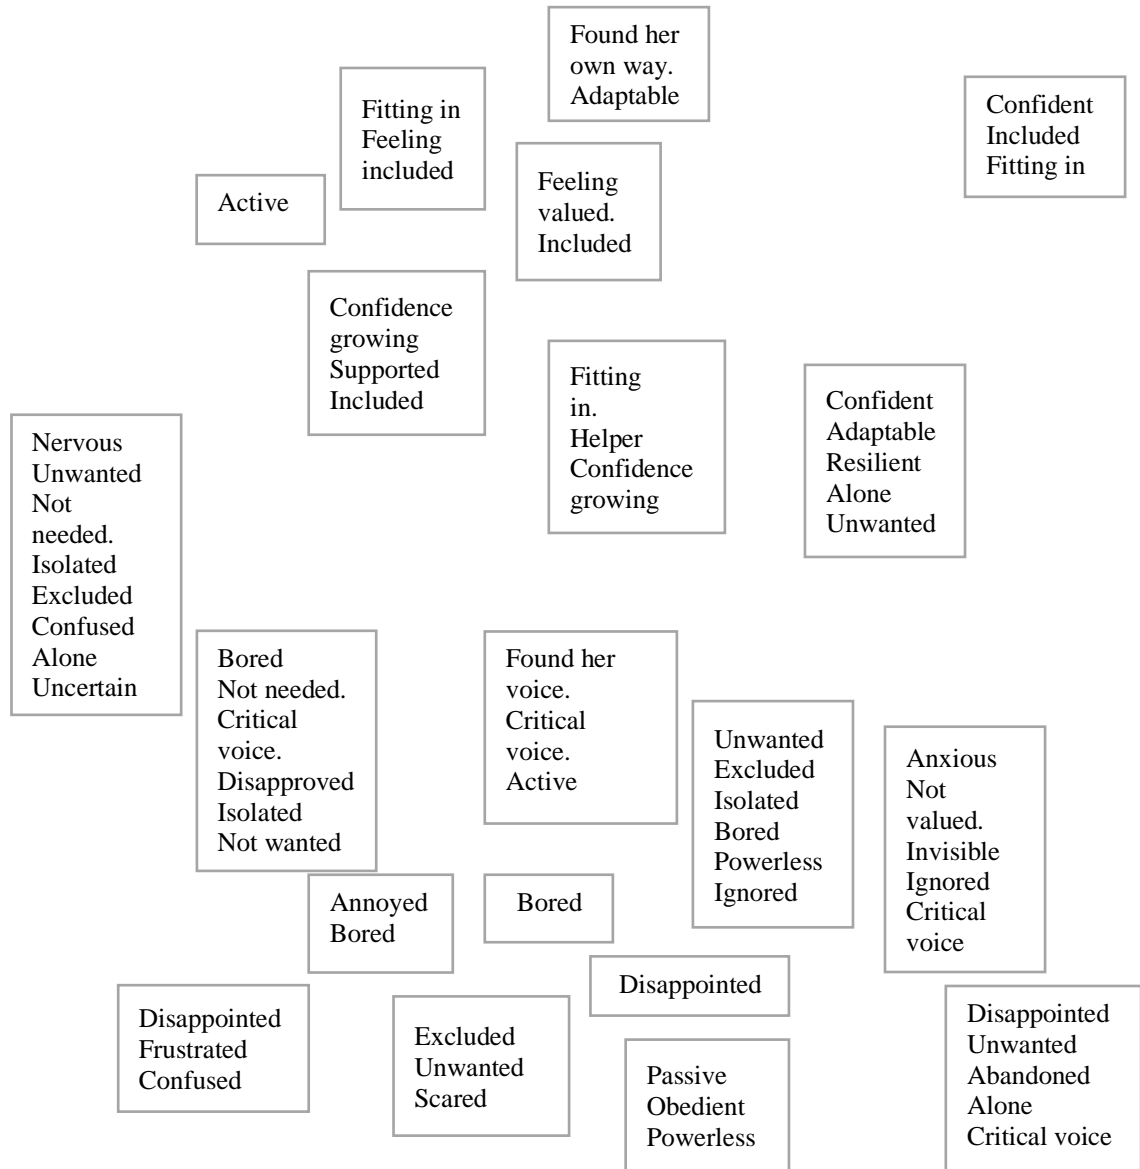 Found her
own way.
Adaptable
Fitting in
Feeling
included
Confident
Included
Fitting in
Active
Feeling
valued.
Included
Confidence
growing
Supported
Included
Fitting
in.
Helper
Confidence
growing
Confident
Adaptable
Resilient
Alone
Unwanted
Nervous
Unwanted
Not
needed.
Isolated
Excluded
Confused
Alone
Uncertain
Bored
Not needed.
Critical
voice.
Disapproved
Isolated
Not wanted
Found her
voice.
Critical
voice.
Active
Unwanted
Excluded
Isolated
Bored
Powerless
Ignored
Anxious
Not
valued.
Invisible
Ignored
Critical
voice
Annoyed
Bored
Bored
Disappointed
Disappointed
Frustrated
Confused
Excluded
Unwanted
Scared
Passive
Obedient
Powerless
Disappointed
Unwanted
Abandoned
Alone
Critical voice